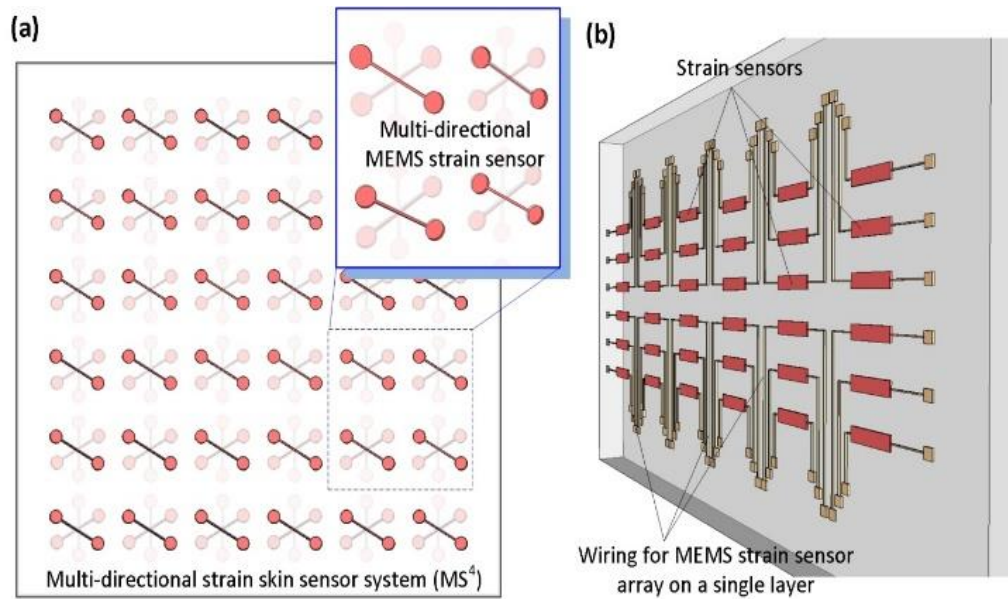 (a)
Multi-directional
MEMS strain sensor
Multi-directional strain skin sensor system (MS⁴)
(b)
Strain sensors
Wiring for MEMS strain sensor
array on a single layer